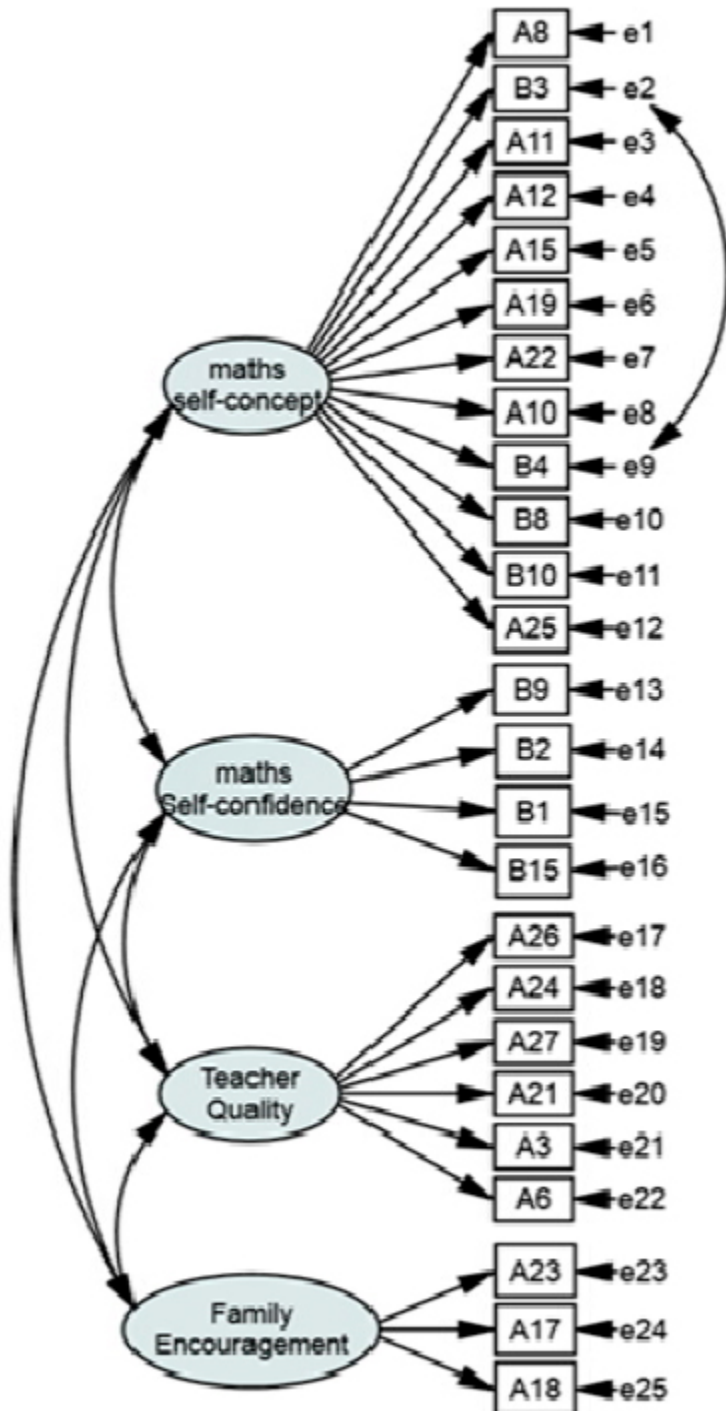 A8 e1
B3 e2
A11 e3
A12 e4
A15 e5
A19 e6
maths
self-concept
A22 e7
A10 e8
B4 e9
B8 e10
B10 e11
A25 e12
B9 e13
maths
Self-confidence
B2 e14
B1 e15
B15 e16
A26 e17
A24 e18
A27 e19
Teacher
Quality
A21 e20
A3 e21
A6 e22
A23 e23
Family
Encouragement
A17 e24
A18 e25